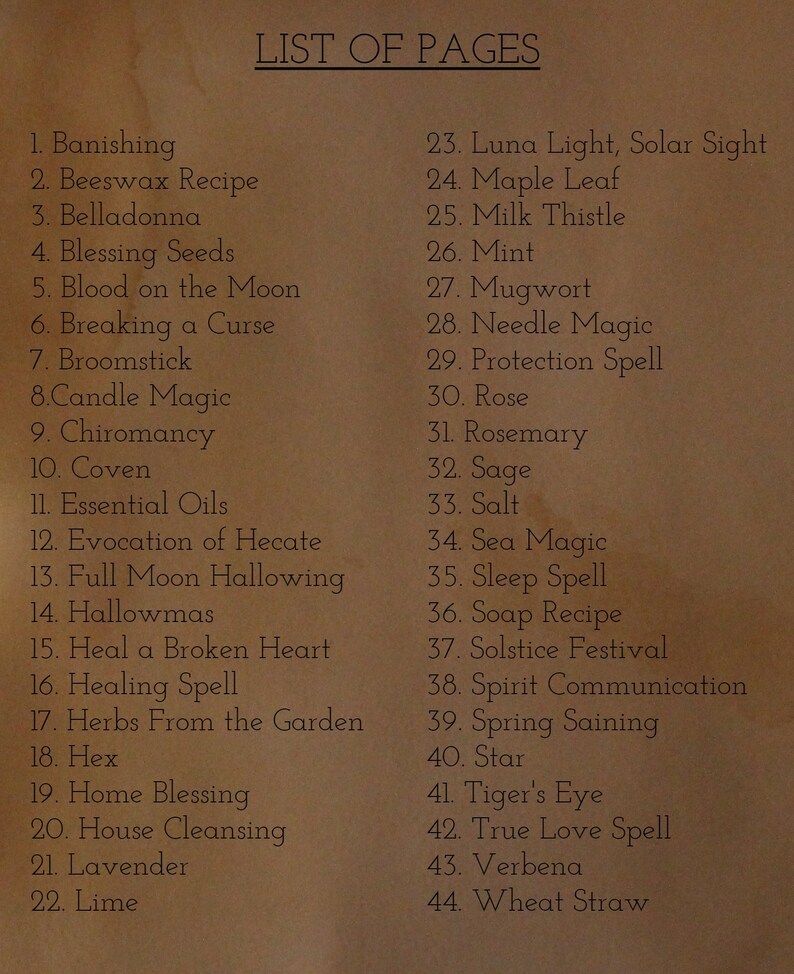 LIST OF PAGES
1. Banishing
2. Beeswax Recipe
3. Belladonna
4. Blessing Seeds
5. Blood on the Moon
6. Breaking a Curse
7. Broomstick
8.Candle Magic
9. Chiromancy
10. Coven
11. Essential Oils
12. Evocation of Hecate
13. Full Moon Hallowing
14. Hallowmas
15. Heal a Broken Heart
16. Healing Spell
17. Herbs From the Garden
18. Hex
19. Home Blessing
20. House Cleansing
21. Lavender
22. Lime
23. Luna Light, Solar Sight
24. Maple Leaf
25. Milk Thistle
26. Mint
27. Mugwort
28. Needle Magic
29. Protection Spell
30. Rose
31. Rosemary
32. Sage
33. Salt
34. Sea Magic
35. Sleep Spell
36. Soap Recipe
37. Solstice Festival
38. Spirit Communication
39. Spring Saining
40. Star
41. Tiger's Eye
42. True Love Spell
43. Verbena
44. Wheat Straw